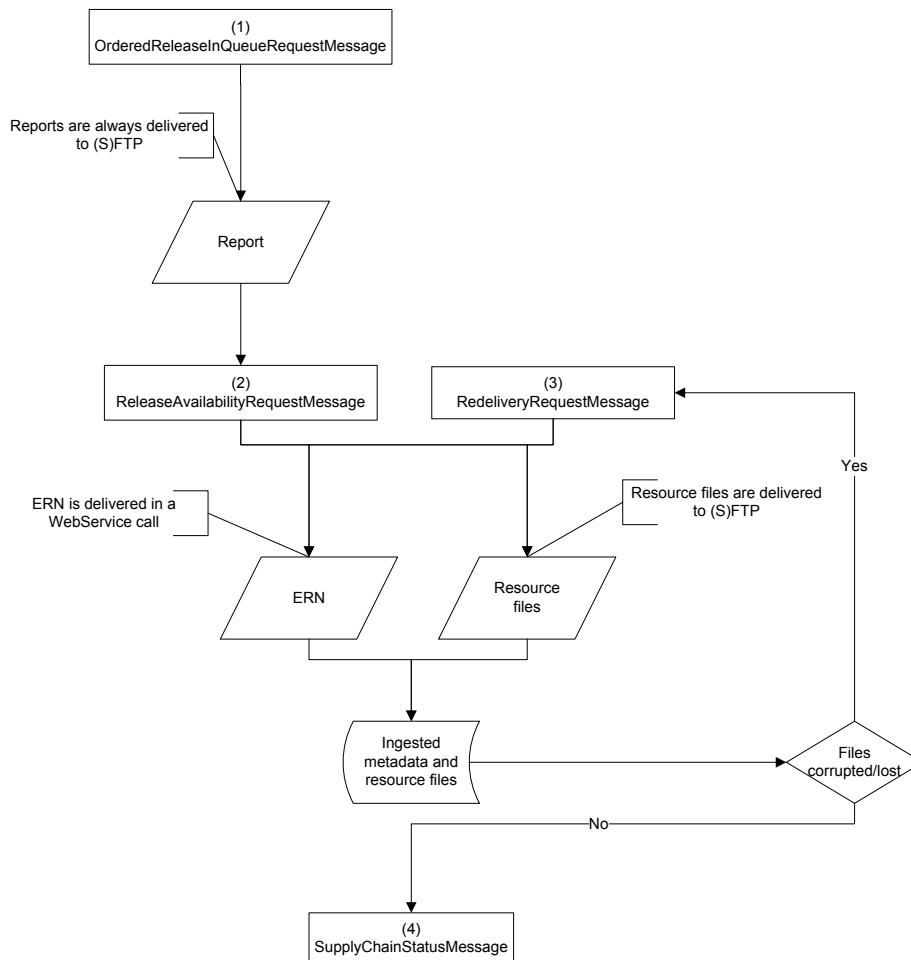 (1)
OrderedReleaseInQueueRequestMessage
Reports are always delivered
to (S)FTP
Report
(2)
ReleaseAvailabilityRequestMessage
(3)
RedeliveryRequestMessage
Yes
ERN is delivered in a
WebService call
Resource files are delivered
to (S)FTP
ERN
Resource
files
Ingested
metadata and
resource files
Files
corrupted/lost
No
(4)
SupplyChainStatusMessage